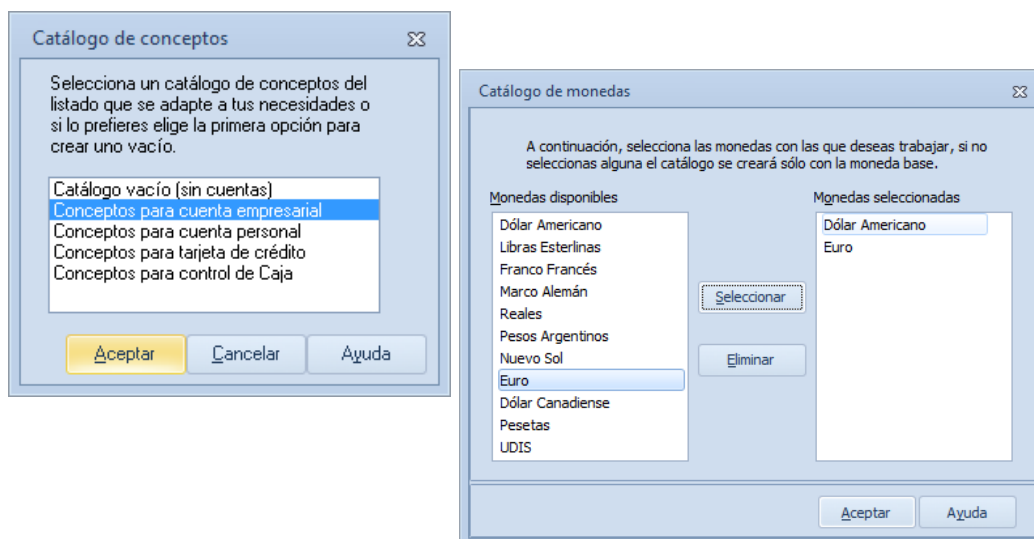 Catálogo de conceptos
Selecciona un catálogo de conceptos del
listado que se adapte a tus necesidades o
si lo prefieres elige la primera opción para
crear uno vacío.
Catálogo vacío (sin cuentas)
Conceptos para cuenta empresarial
Conceptos para cuenta personal
Conceptos para tarjeta de crédito
Conceptos para control de Caja
Aceptar
Cancelar
Ayuda
Catálogo de monedas
A continuación, selecciona las monedas con las que deseas trabajar, si no
seleccionas alguna el catálogo se creará sólo con la moneda base.
Monedas disponibles
Dólar Americano
Libras Esterlinas
Franco Francés
Marco Alemán
Reales
Pesos Argentinos
Nuevo Sol
Euro
Dólar Canadiense
Pesetas
UDIS
Seleccionar
Eliminar
Monedas seleccionadas
Dólar Americano
Euro
Aceptar
Ayuda